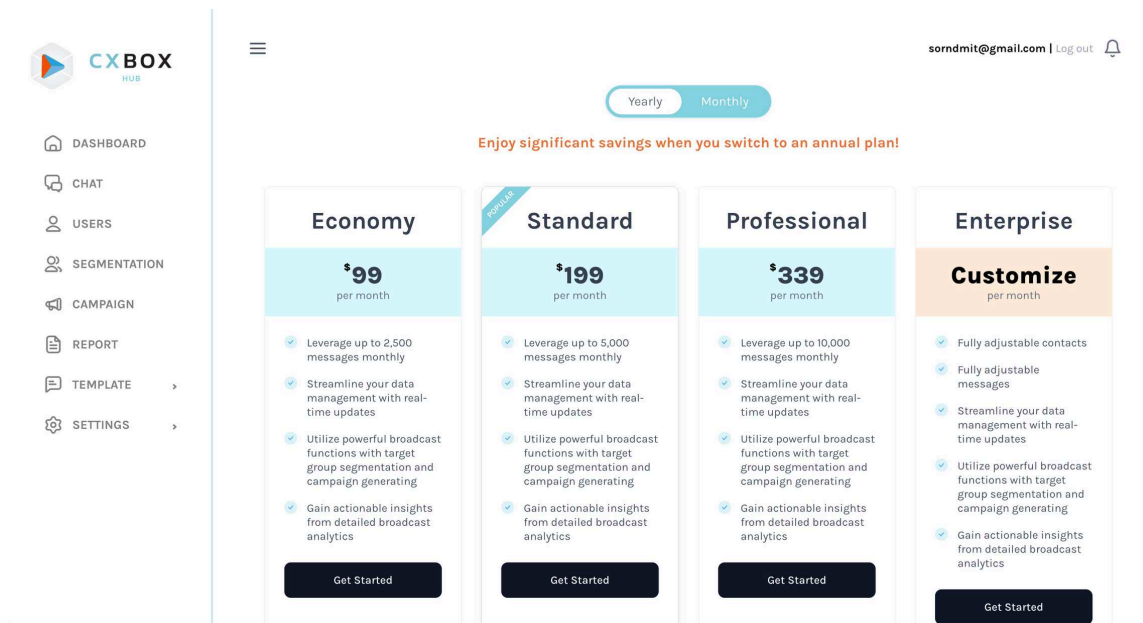 CXBOX
HUB
DASHBOARD
CHAT
USERS
SEGMENTATION
CAMPAIGN
REPORT
TEMPLATE
SETTINGS
sorndmit@gmail.com | Log out
Yearly
Monthly
Enjoy significant savings when you switch to an annual plan!
Economy
$99
per month
Leverage up to 2,500
messages monthly
Streamline your data
management with real-
time updates
Utilize powerful broadcast
functions with target
group segmentation and
campaign generating
Gain actionable insights
from detailed broadcast
analytics
Get Started
POPULAR
Standard
$199
per month
Leverage up to 5,000
messages monthly
Streamline your data
management with real-
time updates
Utilize powerful broadcast
functions with target
group segmentation and
campaign generating
Gain actionable insights
from detailed broadcast
analytics
Get Started
Professional
$339
per month
Leverage up to 10,000
messages monthly
Streamline your data
management with real-
time updates
Utilize powerful broadcast
functions with target
group segmentation and
campaign generating
Gain actionable insights
from detailed broadcast
analytics
Get Started
Enterprise
Customize
per month
Fully adjustable contacts
Fully adjustable
messages
Streamline your data
management with real-
time updates
Utilize powerful broadcast
functions with target
group segmentation and
campaign generating
Gain actionable insights
from detailed broadcast
analytics
Get Started